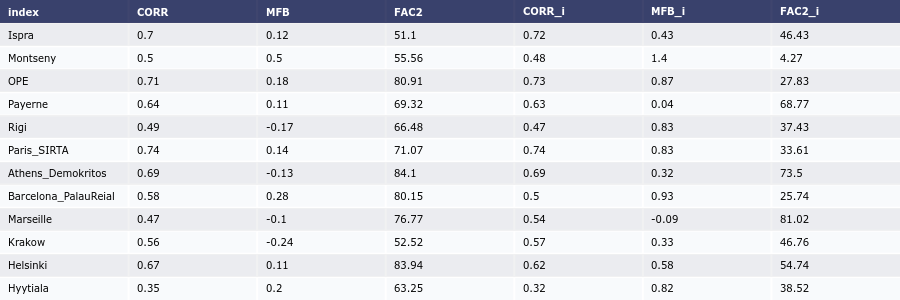 index CORR MFB FAC2 CORR_i MFB_i FAC2_i
Ispra 0.7 0.12 51.1 0.72 0.43 46.43
Montseny 0.5 0.5 55.56 0.48 1.4 4.27
OPE 0.71 0.18 80.91 0.73 0.87 27.83
Payerne 0.64 0.11 69.32 0.63 0.04 68.77
Rigi 0.49 -0.17 66.48 0.47 0.83 37.43
Paris_SIRTA 0.74 0.14 71.07 0.74 0.83 33.61
Athens_Demokritos 0.69 -0.13 84.1 0.69 0.32 73.5
Barcelona_PalauReial 0.58 0.28 80.15 0.5 0.93 25.74
Marseille 0.47 -0.1 76.77 0.54 -0.09 81.02
Krakow 0.56 -0.24 52.52 0.57 0.33 46.76
Helsinki 0.67 0.11 83.94 0.62 0.58 54.74
Hyytiala 0.35 0.2 63.25 0.32 0.82 38.52